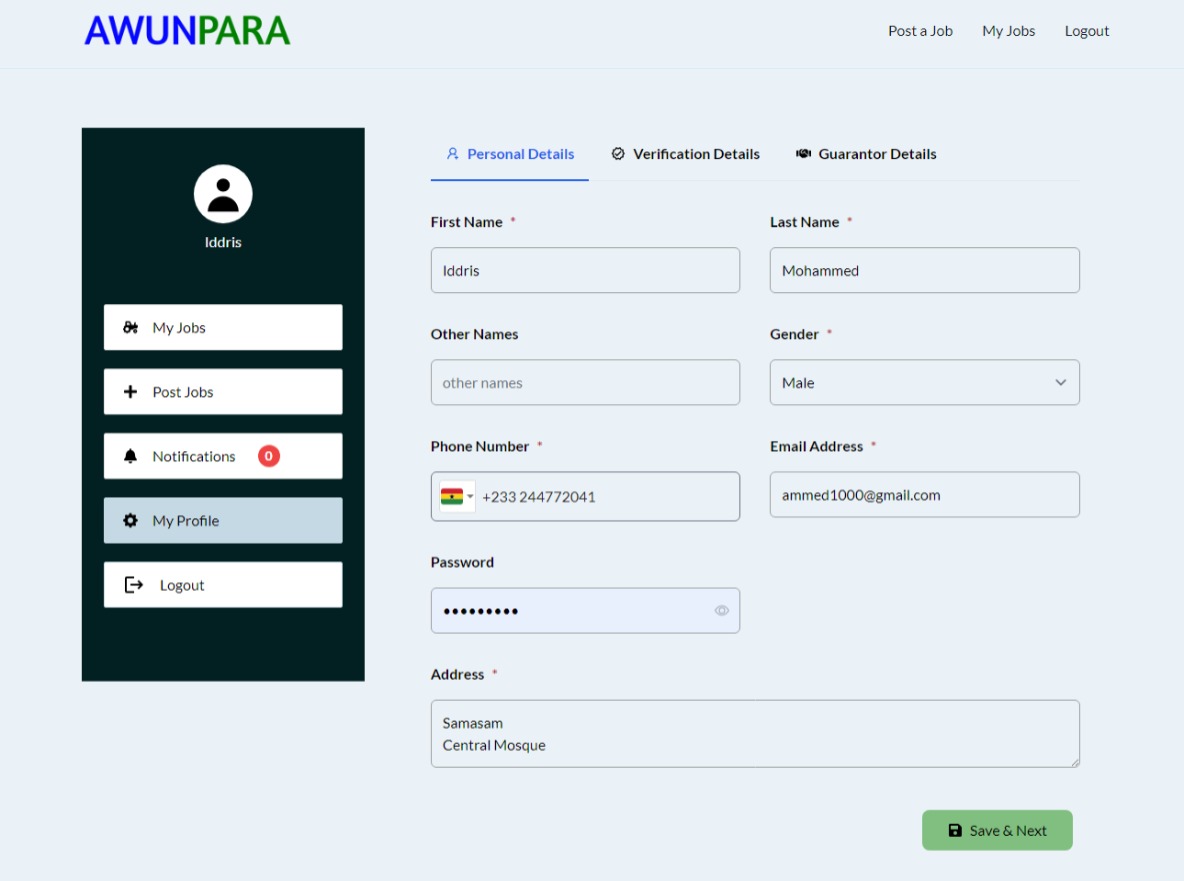 AWUNPARA
Post a Job My Jobs Logout
Iddris
My Jobs
Post Jobs
Notifications 0
My Profile
Logout
Personal Details Verification Details Guarantor Details
First Name * Last Name *
Iddris Mohammed
Other Names Gender *
other names Male
Phone Number * Email Address *
+233 244772041 ammed1000@gmail.com
Password
•••••••••
Address *
Samasam
Central Mosque
Save & Next